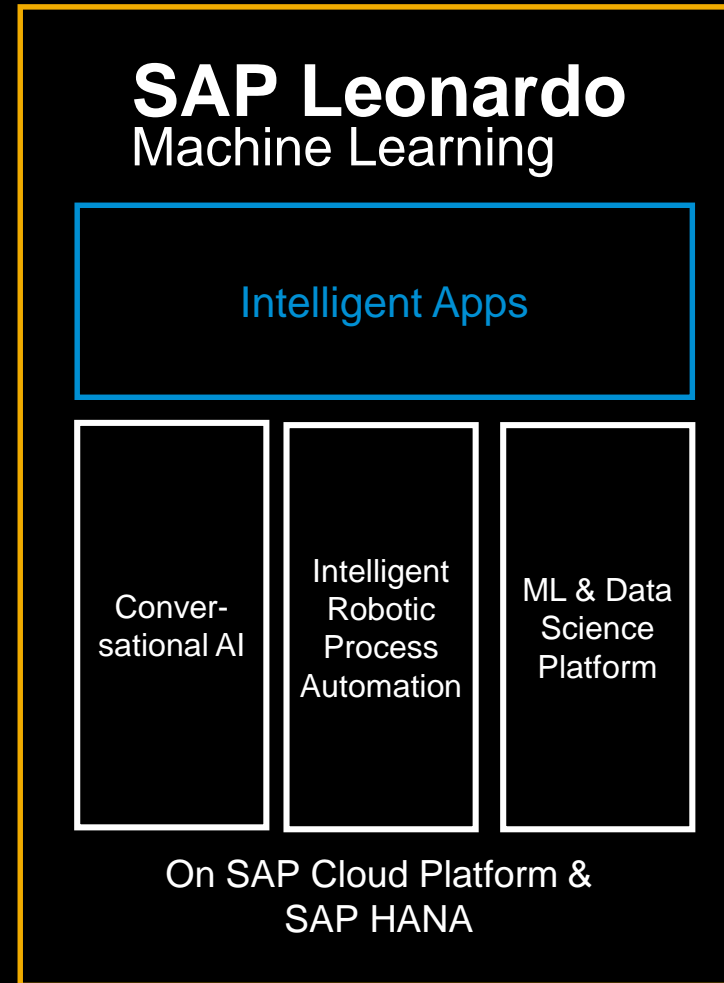 SAP Leonardo
Machine Learning
Intelligent Apps
Conver-
sational AI
Intelligent
Robotic
Process
Automation
ML & Data
Science
Platform
On SAP Cloud Platform &
SAP HANA